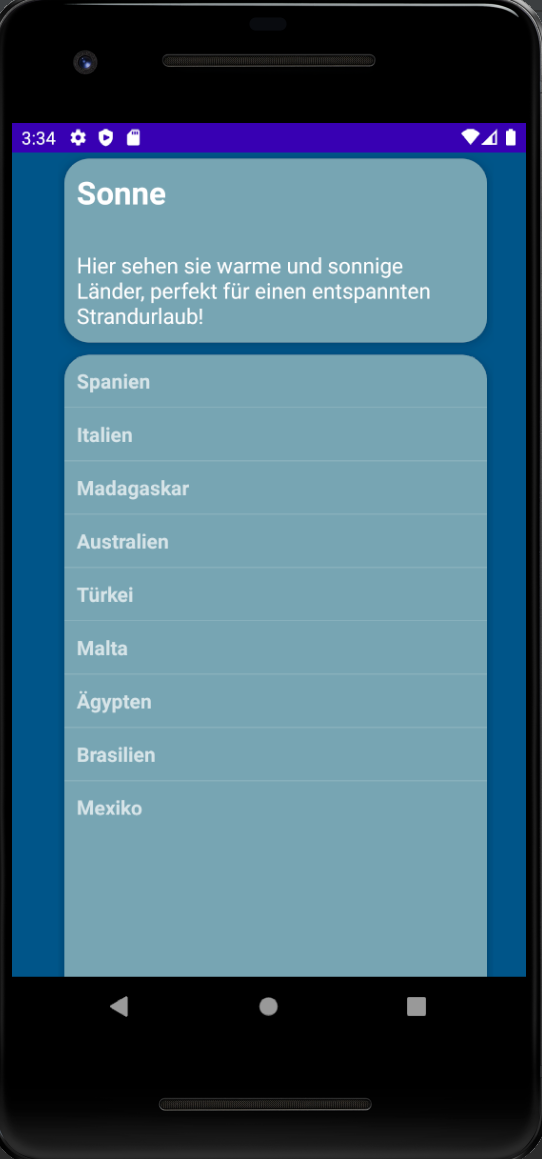 3:34
Sonne
Hier sehen sie warme und sonnige
Länder, perfekt für einen entspannten
Strandurlaub!
Spanien
Italien
Madagaskar
Australien
Türkei
Malta
Ägypten
Brasilien
Mexiko